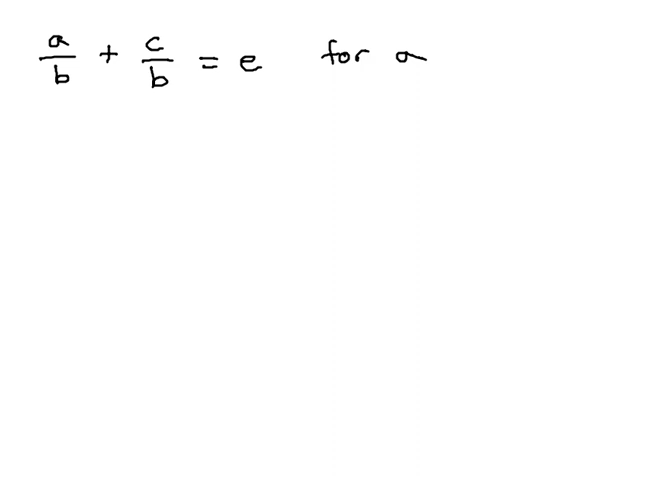 a/b + c/b = e for a